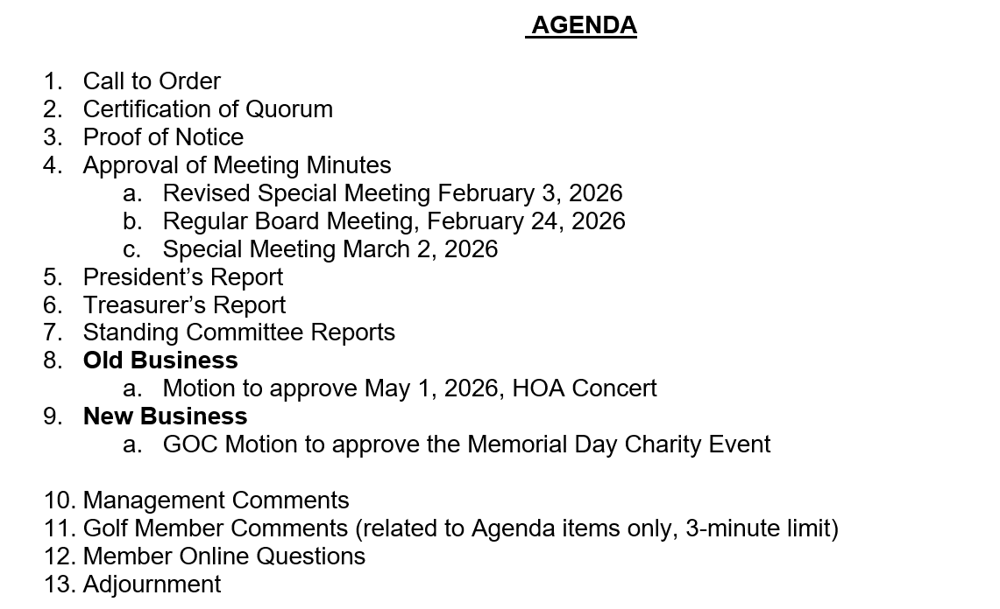 AGENDA
1. Call to Order
2. Certification of Quorum
3. Proof of Notice
4. Approval of Meeting Minutes
a. Revised Special Meeting February 3, 2026
b. Regular Board Meeting, February 24, 2026
c. Special Meeting March 2, 2026
5. President’s Report
6. Treasurer’s Report
7. Standing Committee Reports
8. Old Business
a. Motion to approve May 1, 2026, HOA Concert
9. New Business
a. GOC Motion to approve the Memorial Day Charity Event
10. Management Comments
11. Golf Member Comments (related to Agenda items only, 3-minute limit)
12. Member Online Questions
13. Adjournment